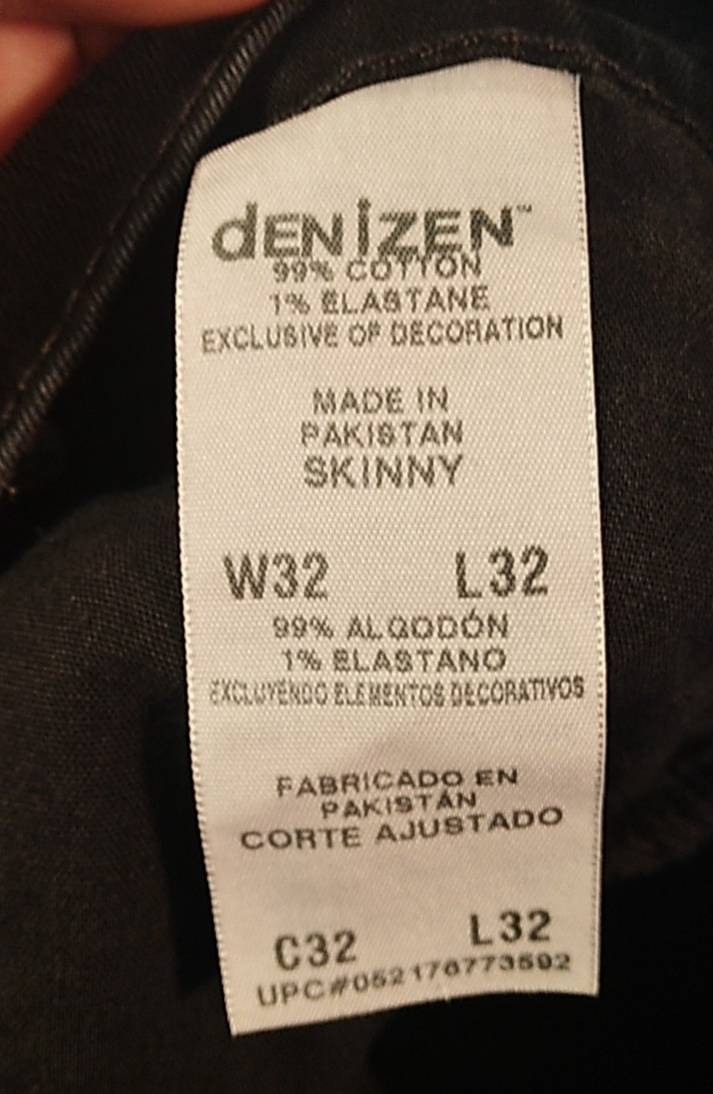 dENiZEN™
99% COTTON
1% ELASTANE
EXCLUSIVE OF DECORATION
MADE IN
PAKISTAN
SKINNY
W32 L32
99% ALGODÓN
1% ELASTANO
EXCLUYENDO ELEMENTOS DECORATIVOS
FABRICADO EN
PAKISTÁN
CORTE AJUSTADO
C32 L32
UPC#052176773592